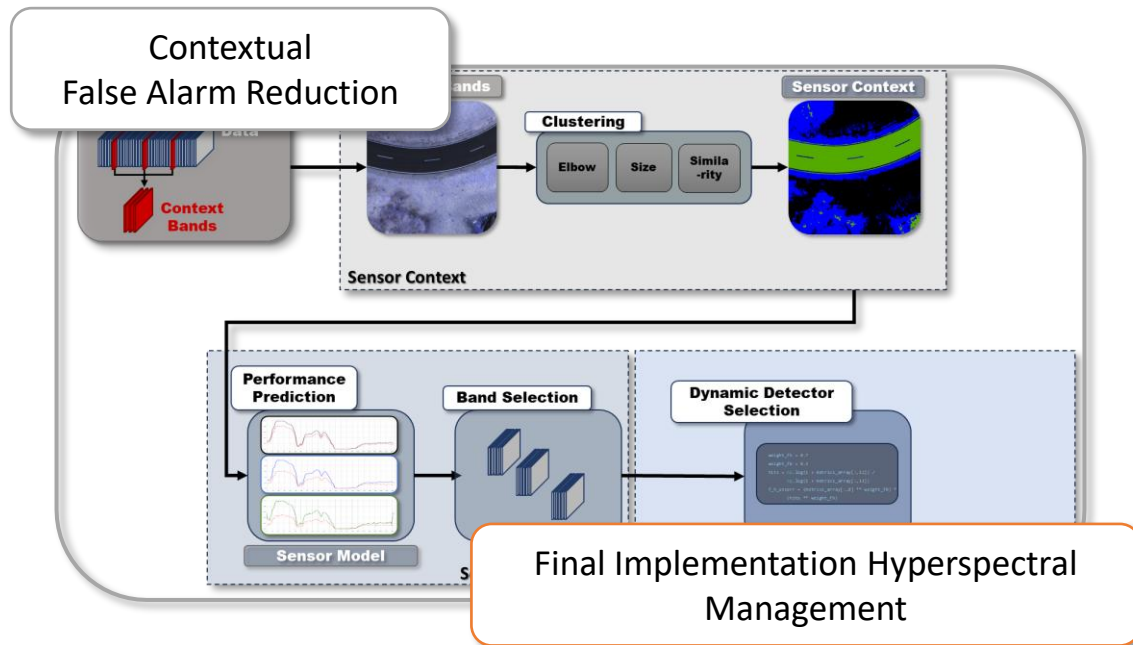 Contextual
False Alarm Reduction
Data
Context
Bands
ands
Clustering
Elbow
Size
Simila
-rity
Sensor Context
Sensor Context
Performance
Prediction
Sensor Model
Band Selection
Dynamic Detector
Selection
Final Implementation Hyperspectral
Management